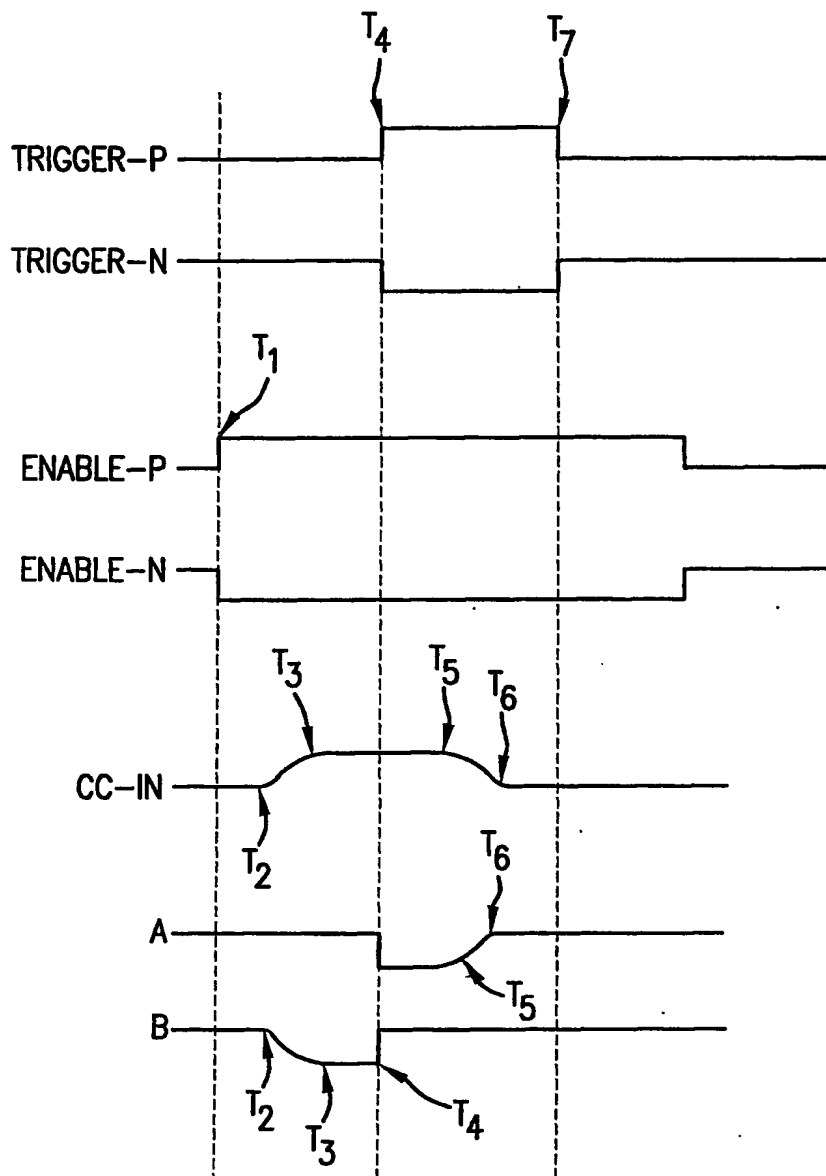 T4
T7
TRIGGER-P
TRIGGER-N
T1
ENABLE-P
ENABLE-N
T3
T5
T6
CC-IN
T2
T6
A
T5
B
T2
T3
T4